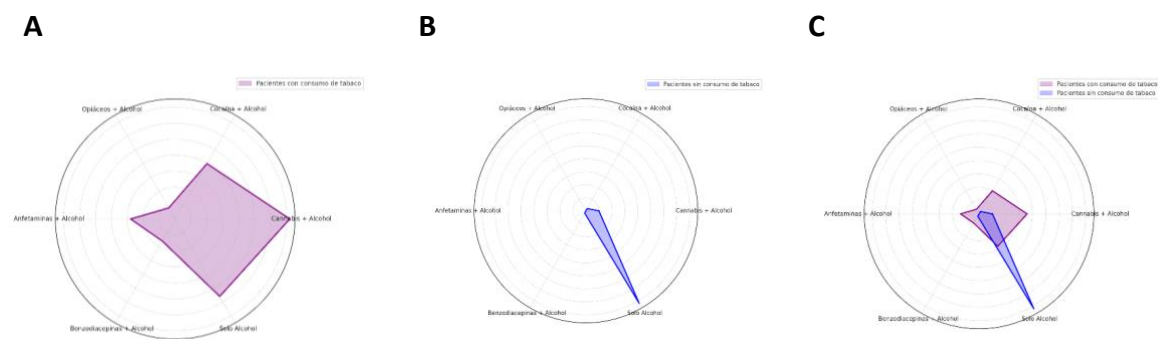 A
B
C
Pacientes con consumo de tabaco
Opiáceos + Alcohol
Cocaína + Alcohol
Anfetaminas + Alcohol
Cannabis + Alcohol
Benzodiacepinas + Alcohol
Solo Alcohol
Pacientes sin consumo de tabaco
Opiáceos + Alcohol
Cocaína + Alcohol
Anfetaminas + Alcohol
Cannabis + Alcohol
Benzodiacepinas + Alcohol
Solo Alcohol
Pacientes con consumo de tabaco
Pacientes sin consumo de tabaco
Opiáceos + Alcohol
Cocaína + Alcohol
Anfetaminas + Alcohol
Cannabis + Alcohol
Benzodiacepinas + Alcohol
Solo Alcohol